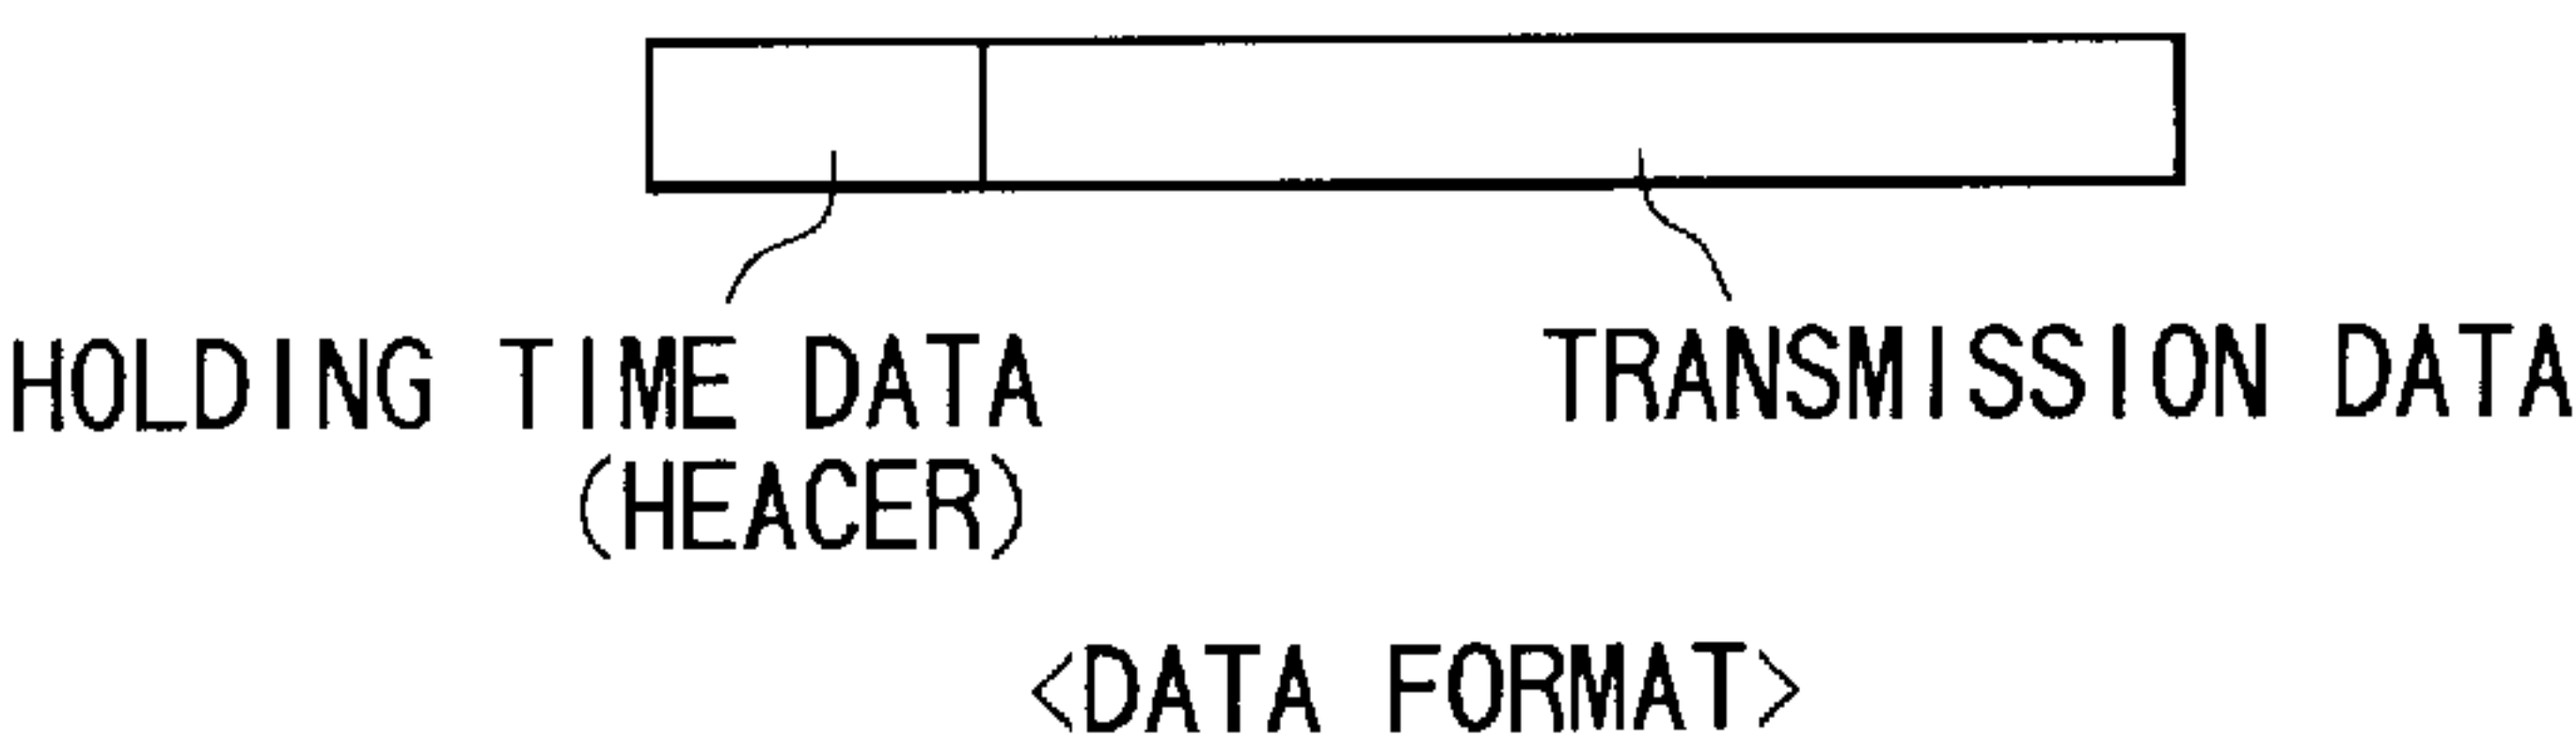 HOLDING TIME DATA
(HEACER)
TRANSMISSION DATA
<DATA FORMAT>